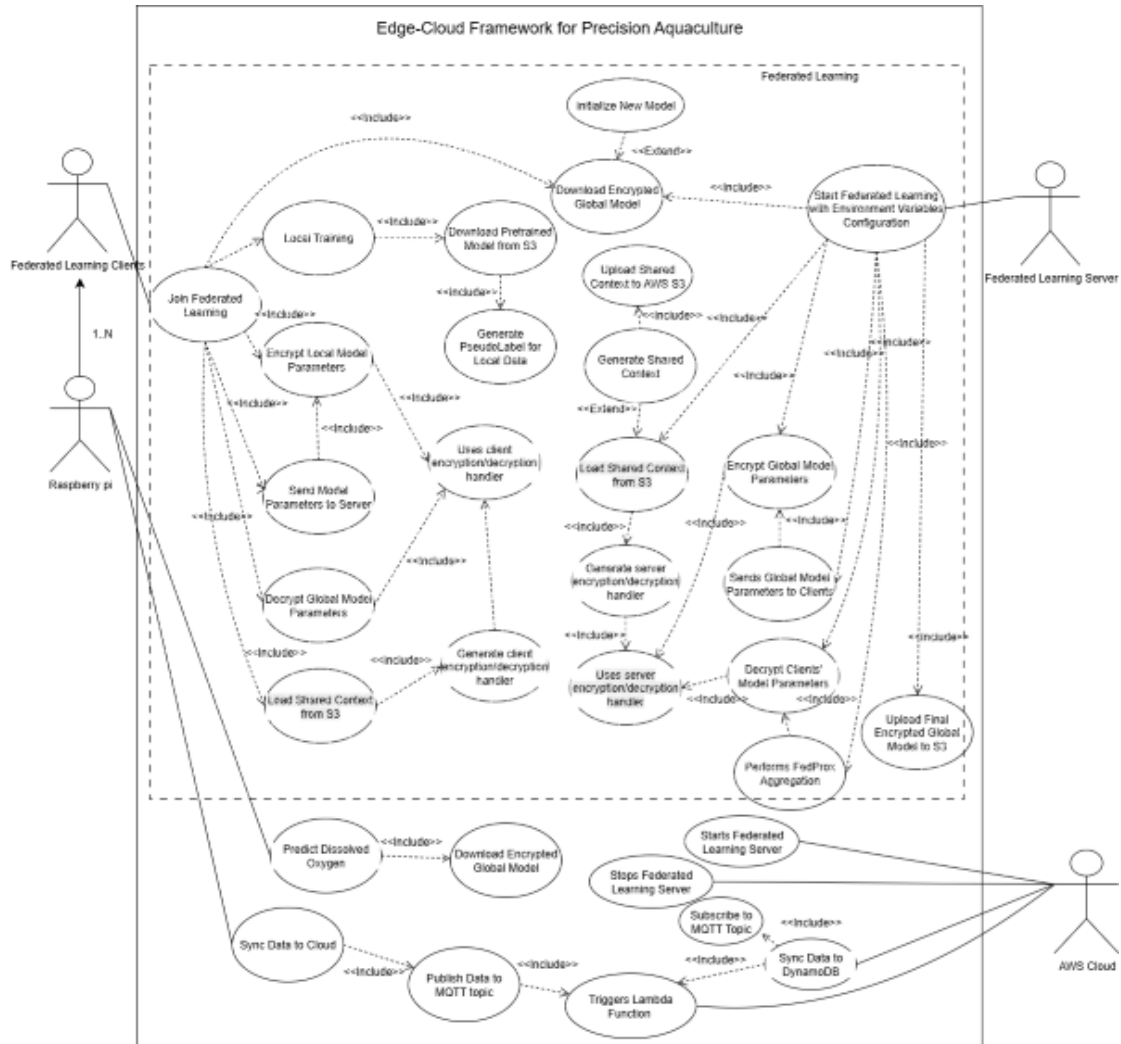 Edge-Cloud Framework for Precision Aquaculture
Federated Learning
Initialize New Model
<<Include>>
<<Extend>>
Download Encrypted
Global Model
<<Include>>
Start Federated Learning
with Environment Variables
Configuration
Federated Learning Server
Federated Learning Clients
Local Training
<<Include>>
Download Pretrained
Model from S3
<<Include>>
Generate
PseudoLabel for
Local Data
Upload Shared
Context to AWS S3
<<Include>>
Generate Shared
Context
<<Extend>>
<<Include>>
<<Include>>
<<Include>>
<<Include>>
Join Federated
Learning
<<Include>>
1..N
Encrypt Local Model
Parameters
<<Include>>
<<Include>>
<<Include>>
Uses client
encryption/decryption
handler
Raspberry pi
Send Model
Parameters to Server
<<Include>>
Load Shared Context
from S3
Encrypt Global Model
Parameters
<<Include>>
<<Include>>
<<Include>>
<<Include>>
Generate server
encryption/decryption
handler
Sends Global Model
Parameters to Clients
<<Include>>
Decrypt Global Model
Parameters
<<Include>>
<<Include>>
<<Include>>
<<Include>>
Generate client
encryption/decryption
handler
Load Shared Context
from S3
Uses server
encryption/decryption
handler
Decrypt Clients'
Model Parameters
<<Include>>
<<Include>>
<<Include>>
Upload Final
Encrypted Global
Model to S3
Performs FedProx
Aggregation
Predict Dissolved
Oxygen
<<Include>>
Download Encrypted
Global Model
Starts Federated
Learning Server
Stops Federated
Learning Server
Subscribe to
MQTT Topic
<<Include>>
Sync Data to
DynamoDB
<<Include>>
AWS Cloud
Sync Data to Cloud
<<Include>>
Publish Data to
MQTT topic
<<Include>>
Triggers Lambda
Function